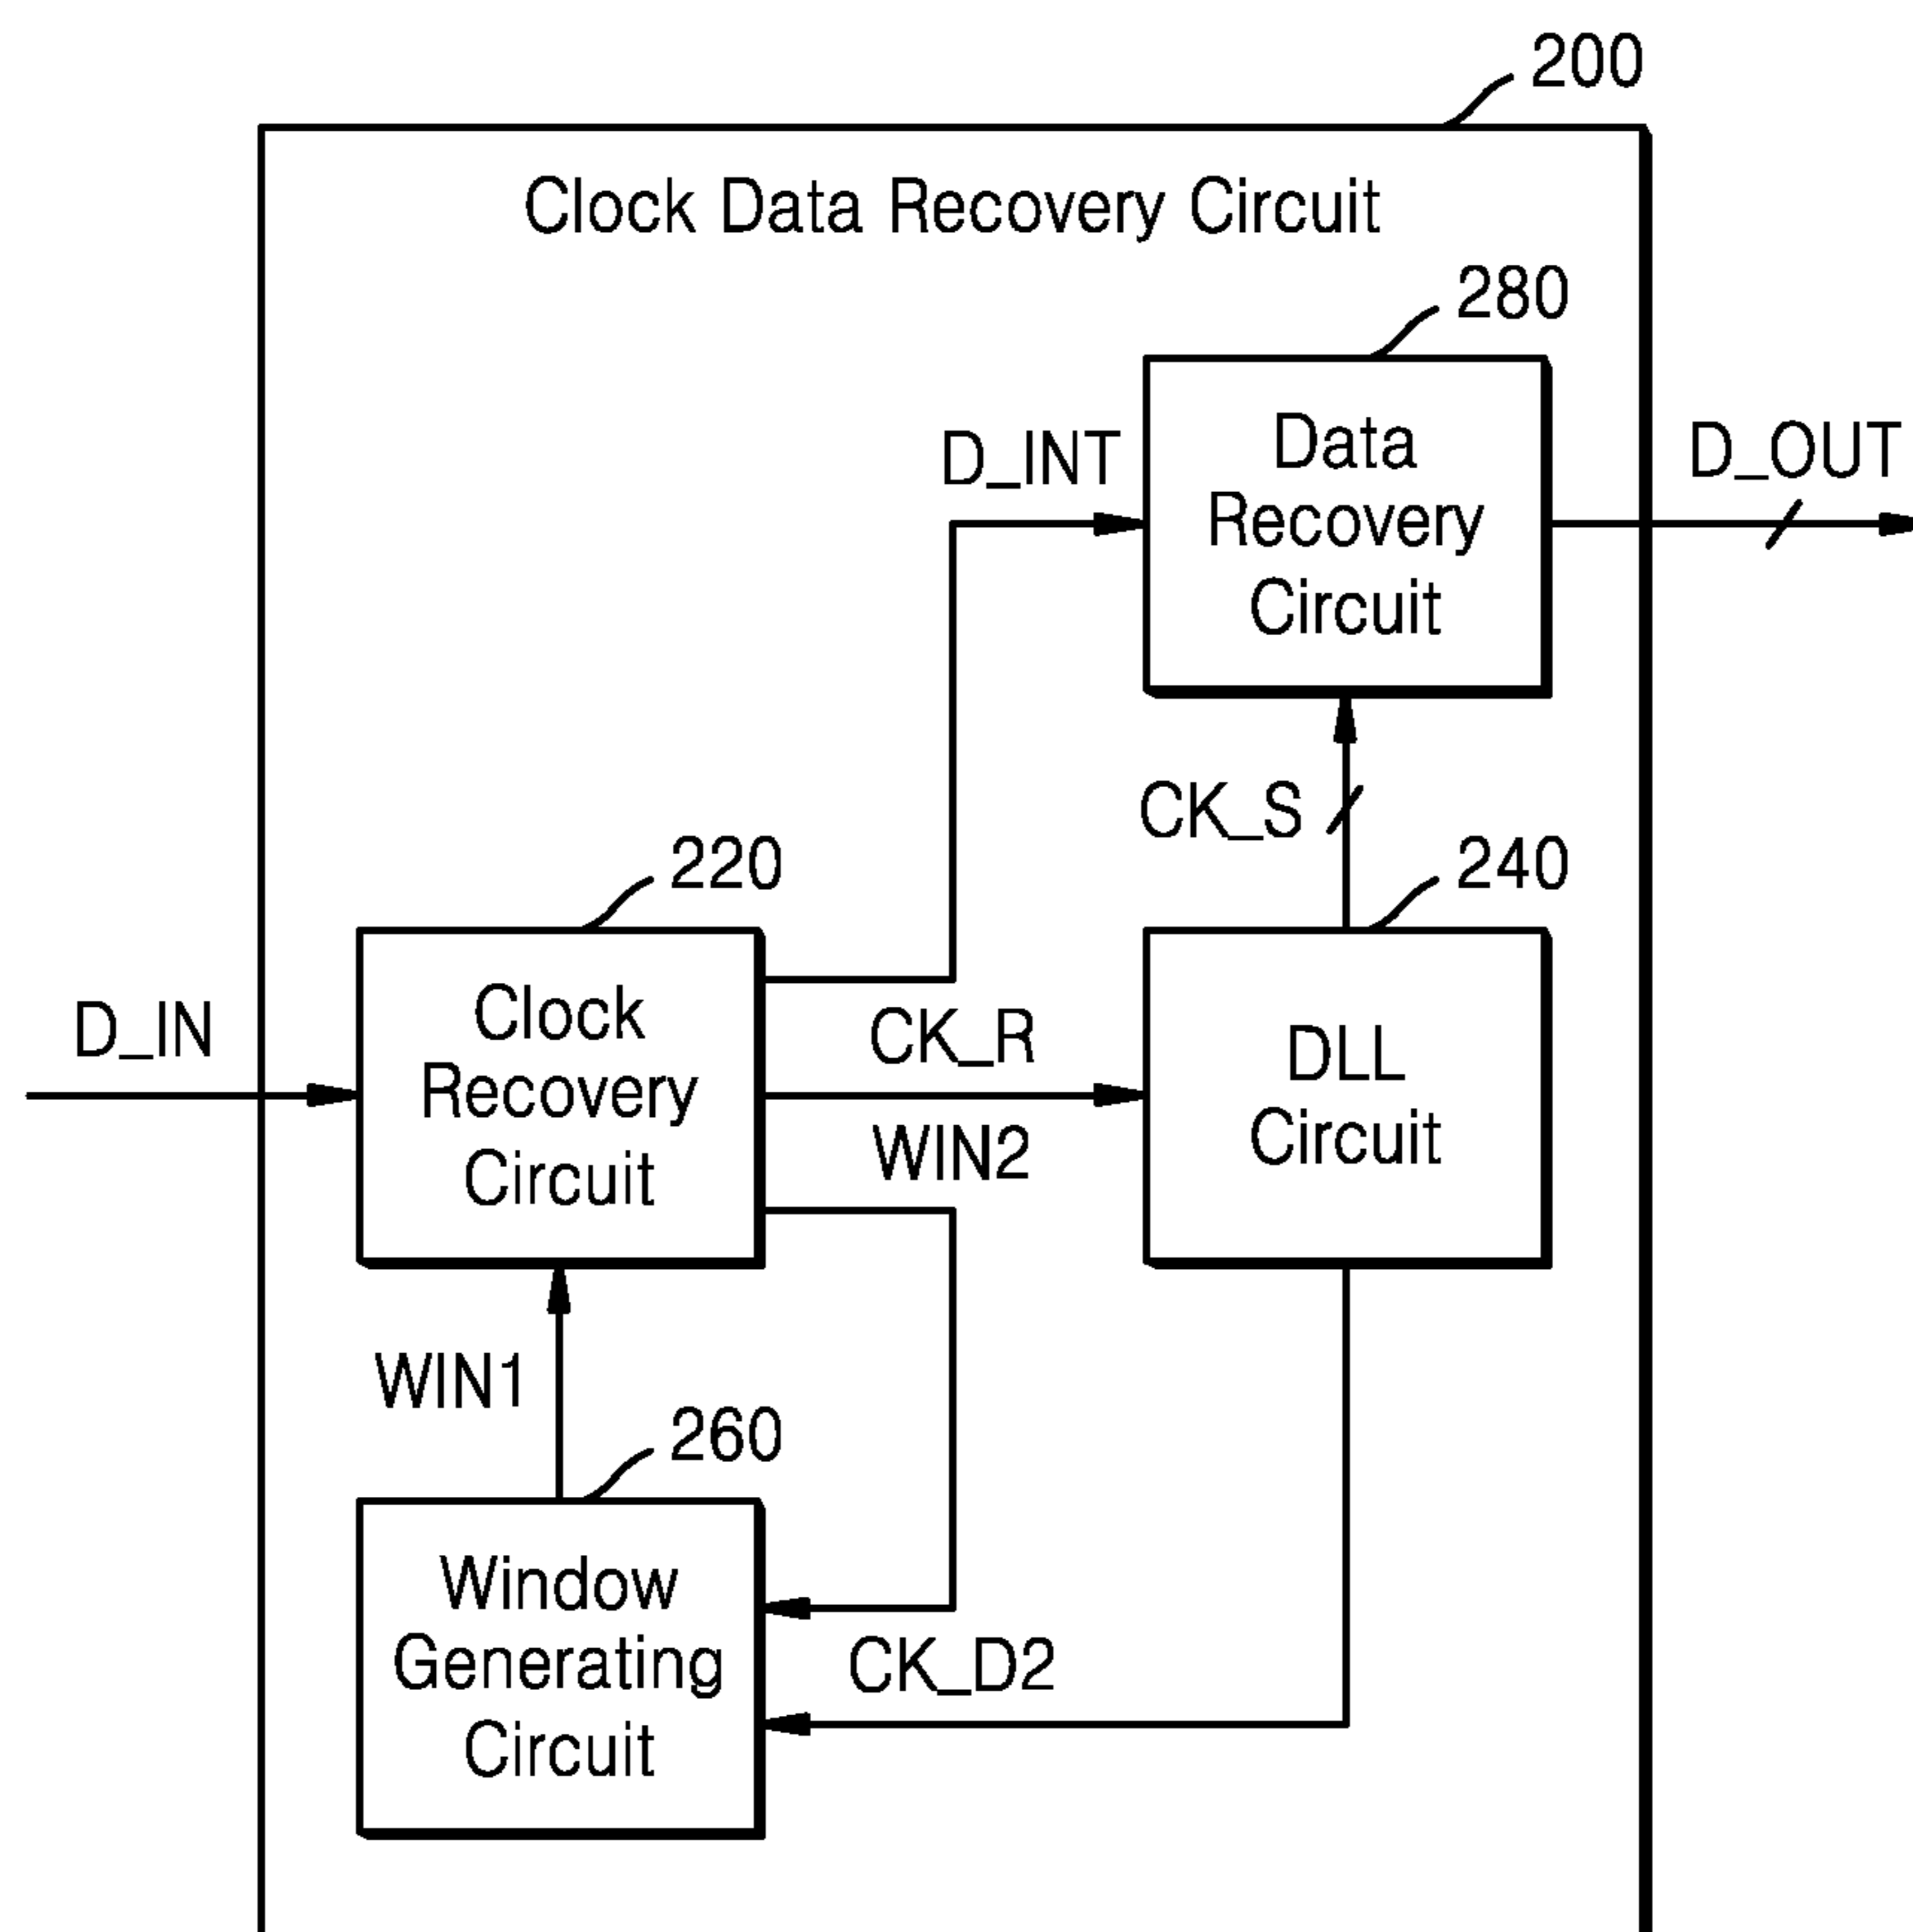 200
Clock Data Recovery Circuit
280
Data
Recovery
Circuit
D_INT
D_OUT
CK_S
220
240
D_IN
Clock
Recovery
Circuit
CK_R
DLL
Circuit
WIN2
WIN1
260
Window
Generating
Circuit
CK_D2